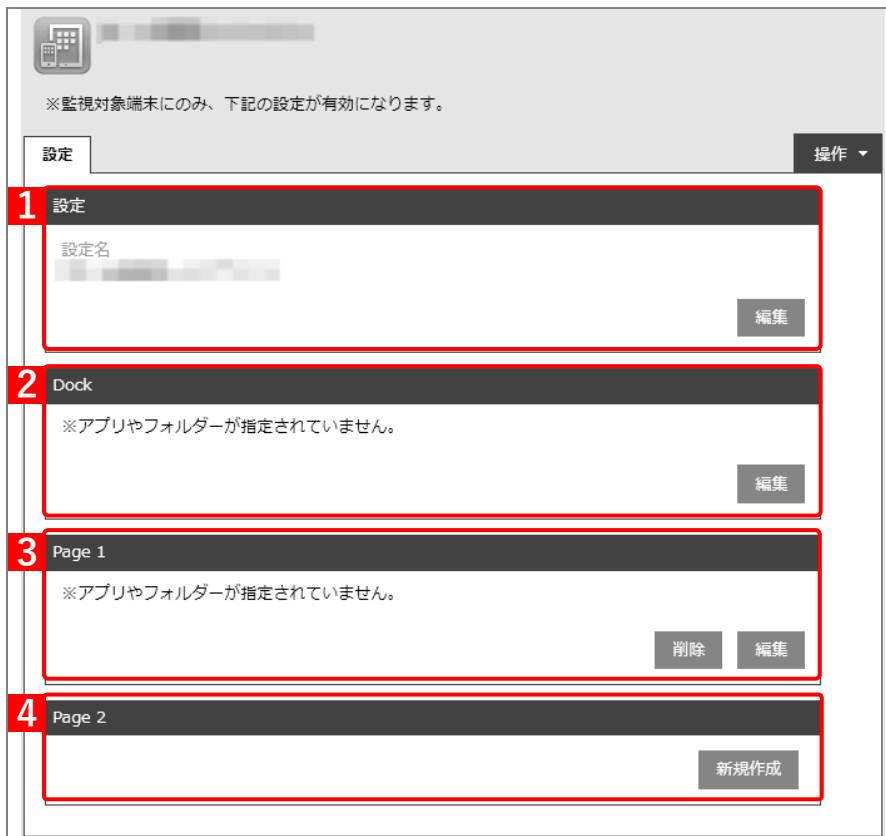 ※監視対象端末にのみ、下記の設定が有効になります。
設定
操作 ▼
1 設定
設定名
編集
2 Dock
※アプリやフォルダーが指定されていません。
編集
3 Page 1
※アプリやフォルダーが指定されていません。
削除 編集
4 Page 2
新規作成